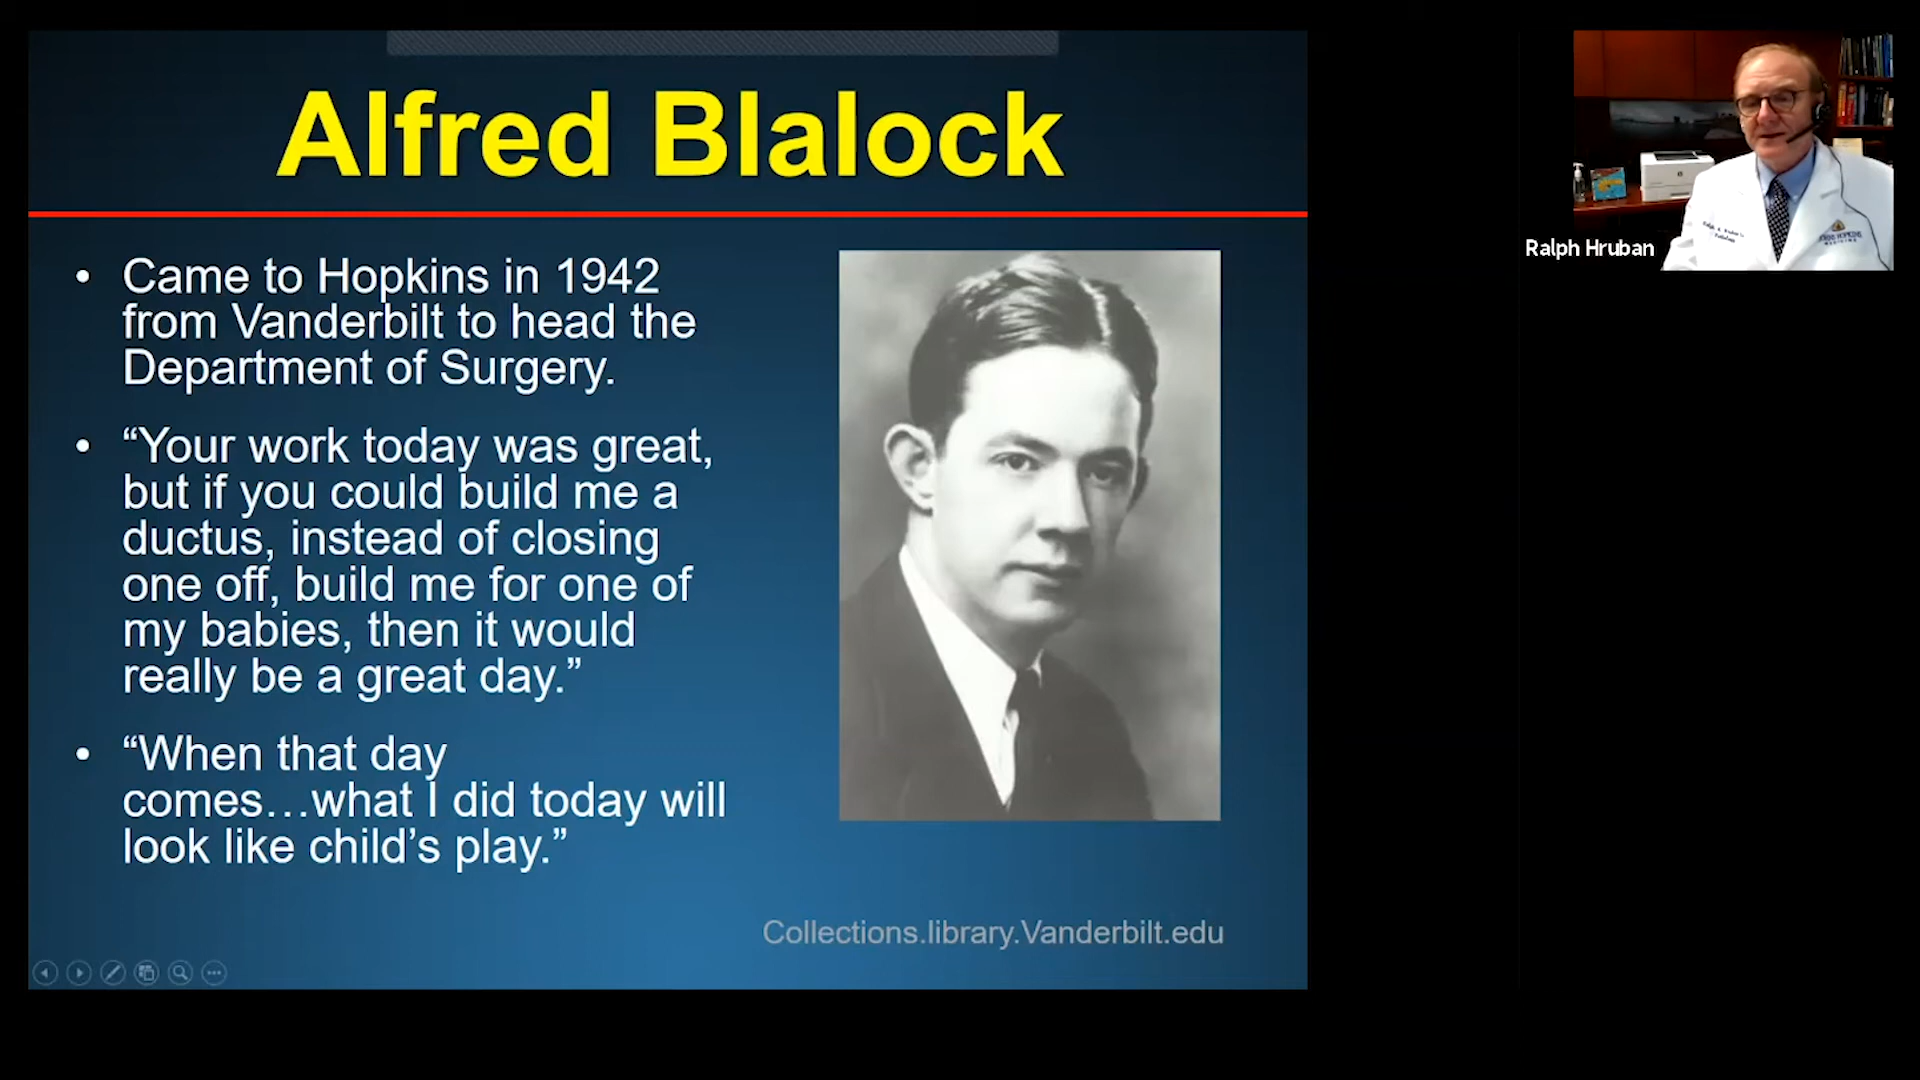 Alfred Blalock
• Came to Hopkins in 1942
from Vanderbilt to head the
Department of Surgery.
• “Your work today was great,
but if you could build me a
ductus, instead of closing
one off, build me for one of
my babies, then it would
really be a great day.”
• “When that day
comes…what I did today will
look like child’s play.”
Collections.library.Vanderbilt.edu
Ralph Hruban
JOHNS HOPKINS
MEDICINE